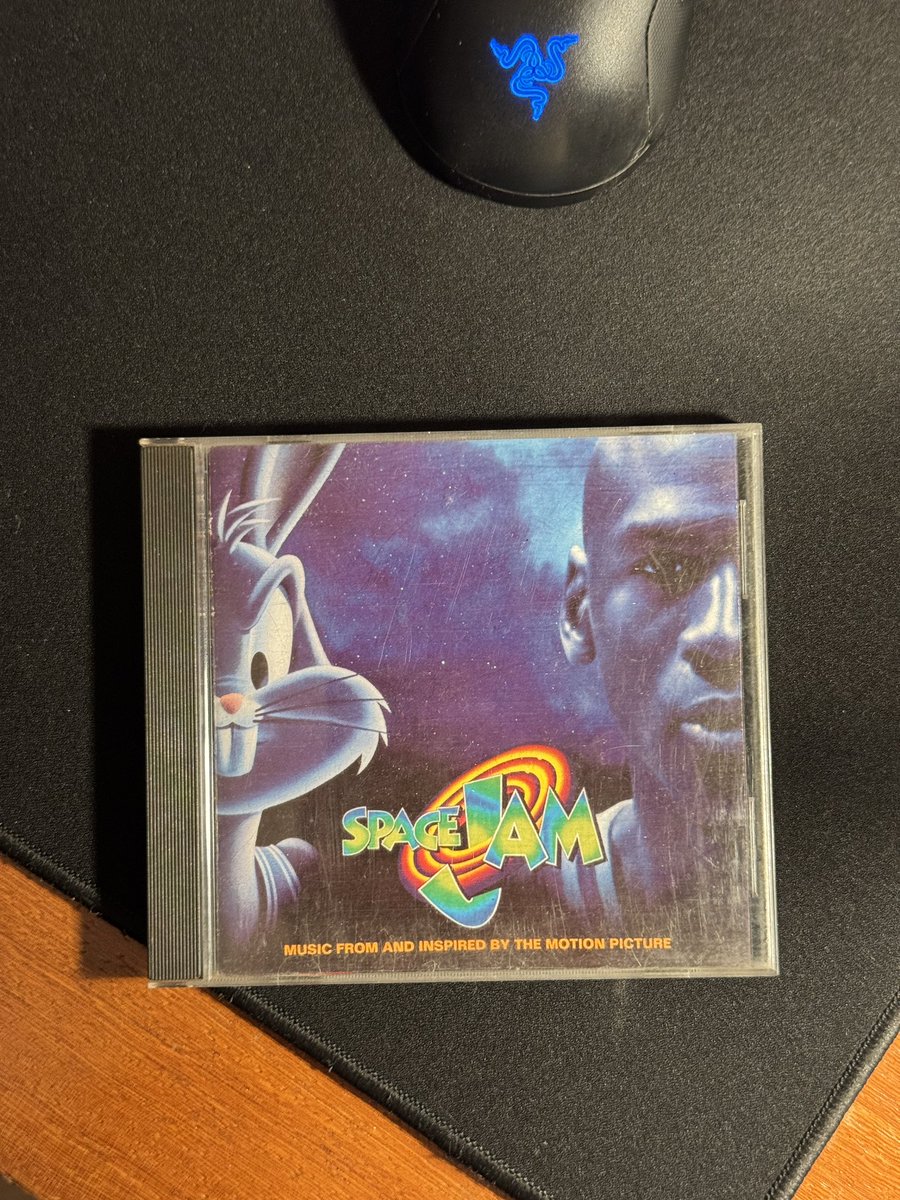 SPACE JAM
MUSIC FROM AND INSPIRED BY THE MOTION PICTURE